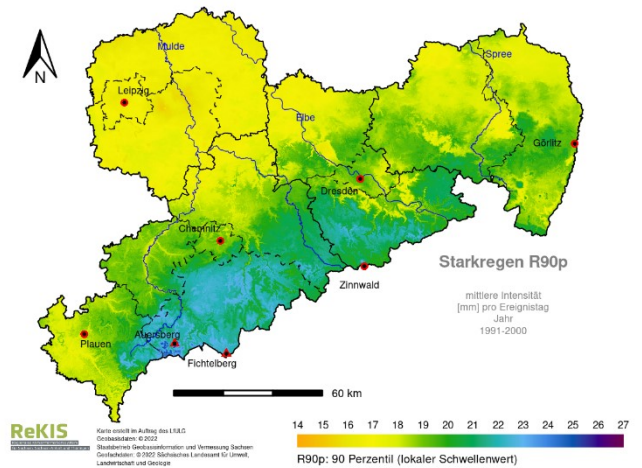 Mulde
Spree
Leipzig
N
Elbe
Görlitz
Dresden
Chemnitz
Starkregen R90p
Zinnwald
mittlere Intensität
[mm] pro Ereignistag
Jahr
1991-2000
Plauen
Auersberg
Fichtelberg
60 km
ReKIS
Karte erstellt im Auftrag des LfULG
Geobasisdaten: © 2022
Staatsbetrieb Geobasisinformation und Vermessung Sachsen
Geofachdaten: © 2022 Sächsisches Landesamt für Umwelt,
Landwirtschaft und Geologie
14 15 16 17 18 19 20 21 22 23 24 25 26 27
R90p: 90 Perzentil (lokaler Schwellenwert)